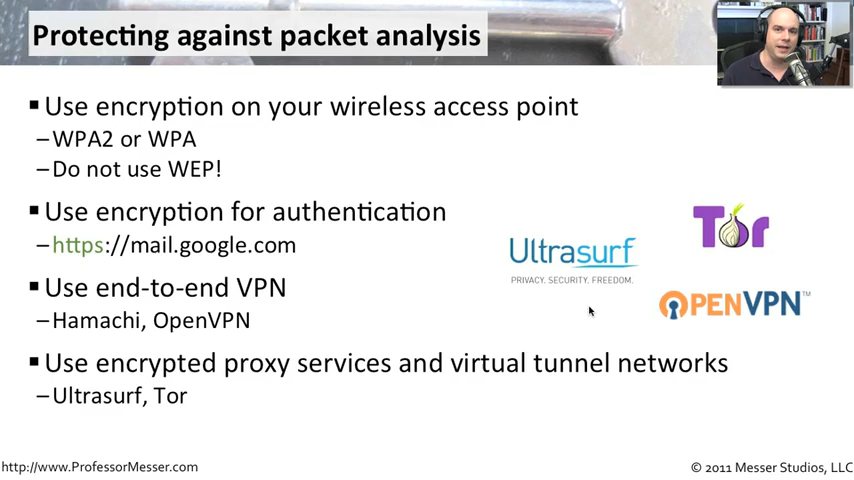 Protecting against packet analysis
▪ Use encryption on your wireless access point
–WPA2 or WPA
–Do not use WEP!
▪ Use encryption for authentication
–https://mail.google.com
▪ Use end-to-end VPN
–Hamachi, OpenVPN
▪ Use encrypted proxy services and virtual tunnel networks
–Ultrasurf, Tor
Tor
Ultrasurf
PRIVACY. SECURITY. FREEDOM.
OPENVPN™
http://www.ProfessorMesser.com
© 2011 Messer Studios, LLC